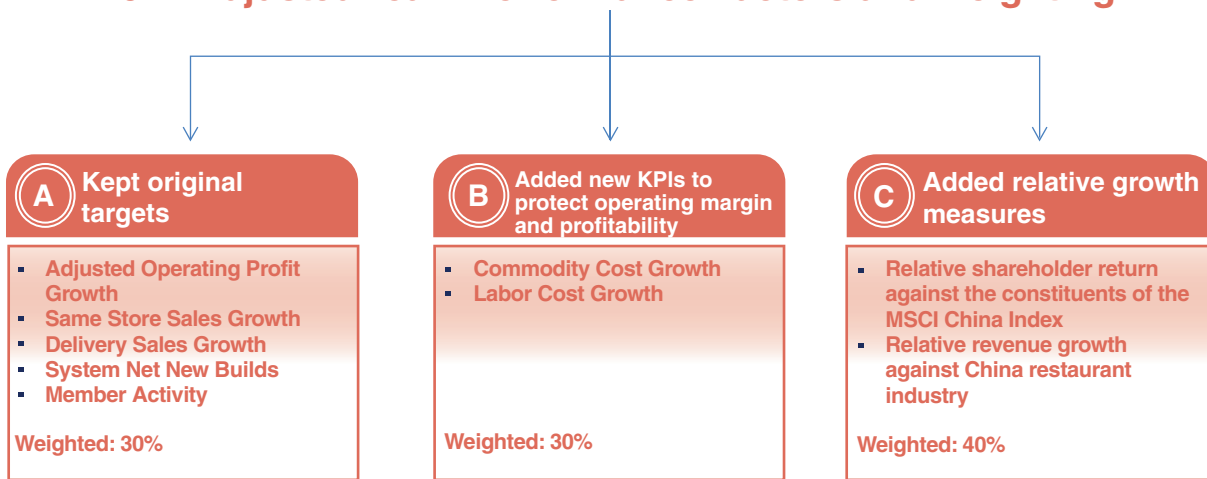 A
Kept original
targets
Adjusted Operating Profit
Growth
Same Store Sales Growth
Delivery Sales Growth
System Net New Builds
Member Activity
Weighted: 30%
B
Added new KPIs to
protect operating margin
and profitability
Commodity Cost Growth
Labor Cost Growth
Weighted: 30%
C
Added relative growth
measures
Relative shareholder return
against the constituents of the
MSCI China Index
Relative revenue growth
against China restaurant
industry
Weighted: 40%